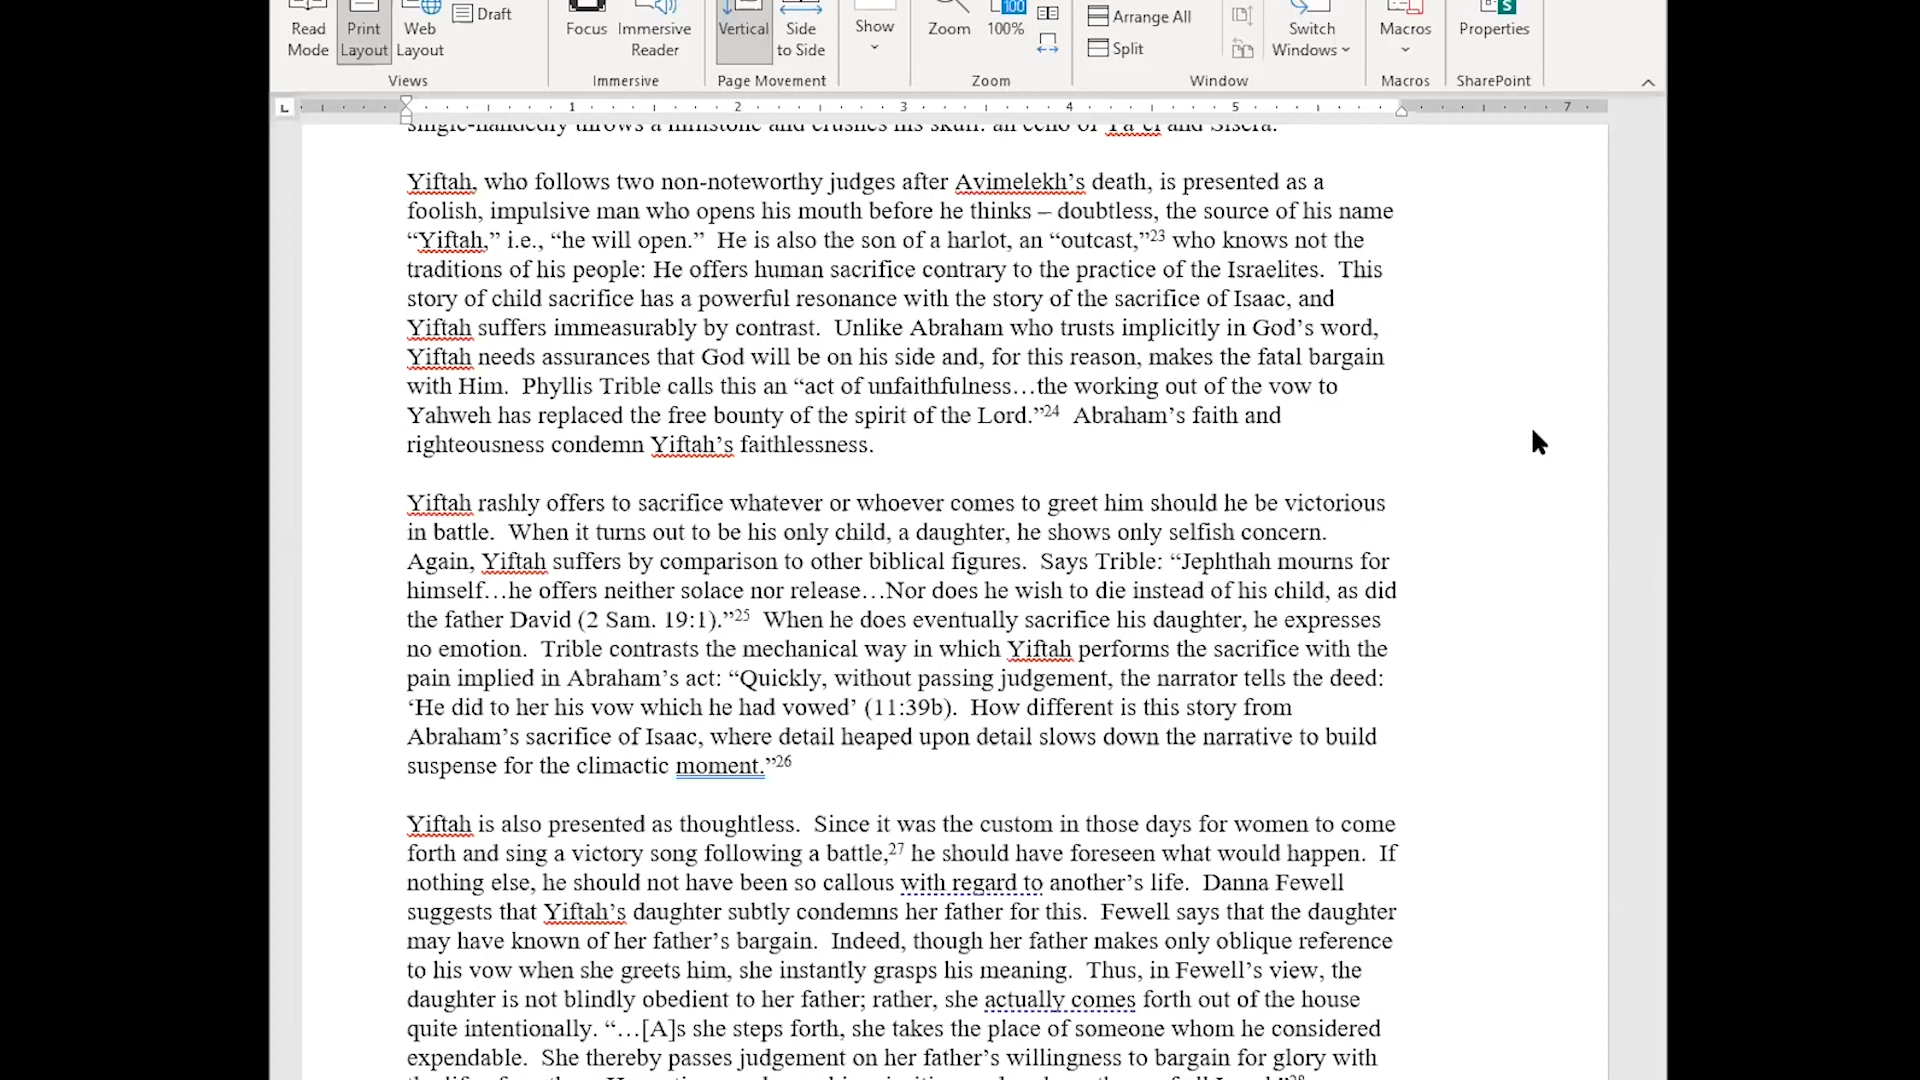 Read Mode
Print Layout
Web Layout
Draft
Views
Focus
Immersive Reader
Immersive
Vertical
Side to Side
Page Movement
Show
Zoom
100
100%
Zoom
Arrange All
Split
Switch Windows
Window
Macros
Macros
Properties
SharePoint
1 2 3 4 5 7
single-handedly throws a millstone and crushes his skull: an echo of Ya'el and Sisera.
Yiftah, who follows two non-noteworthy judges after Avimelekh’s death, is presented as a
foolish, impulsive man who opens his mouth before he thinks – doubtless, the source of his name
“Yiftah,” i.e., “he will open.”  He is also the son of a harlot, an “outcast,”23 who knows not the
traditions of his people: He offers human sacrifice contrary to the practice of the Israelites.  This
story of child sacrifice has a powerful resonance with the story of the sacrifice of Isaac, and
Yiftah suffers immeasurably by contrast.  Unlike Abraham who trusts implicitly in God’s word,
Yiftah needs assurances that God will be on his side and, for this reason, makes the fatal bargain
with Him.  Phyllis Trible calls this an “act of unfaithfulness…the working out of the vow to
Yahweh has replaced the free bounty of the spirit of the Lord.”24  Abraham’s faith and
righteousness condemn Yiftah’s faithlessness.
Yiftah rashly offers to sacrifice whatever or whoever comes to greet him should he be victorious
in battle.  When it turns out to be his only child, a daughter, he shows only selfish concern.
Again, Yiftah suffers by comparison to other biblical figures.  Says Trible: “Jephthah mourns for
himself…he offers neither solace nor release…Nor does he wish to die instead of his child, as did
the father David (2 Sam. 19:1).”25  When he does eventually sacrifice his daughter, he expresses
no emotion.  Trible contrasts the mechanical way in which Yiftah performs the sacrifice with the
pain implied in Abraham’s act: “Quickly, without passing judgement, the narrator tells the deed:
‘He did to her his vow which he had vowed’ (11:39b).  How different is this story from
Abraham’s sacrifice of Isaac, where detail heaped upon detail slows down the narrative to build
suspense for the climactic moment.”26
Yiftah is also presented as thoughtless.  Since it was the custom in those days for women to come
forth and sing a victory song following a battle,27 he should have foreseen what would happen.  If
nothing else, he should not have been so callous with regard to another’s life.  Danna Fewell
suggests that Yiftah’s daughter subtly condemns her father for this.  Fewell says that the daughter
may have known of her father’s bargain.  Indeed, though her father makes only oblique reference
to his vow when she greets him, she instantly grasps his meaning.  Thus, in Fewell’s view, the
daughter is not blindly obedient to her father; rather, she actually comes forth out of the house
quite intentionally. “…[A]s she steps forth, she takes the place of someone whom he considered
expendable.  She thereby passes judgement on her father’s willingness to bargain for glory with